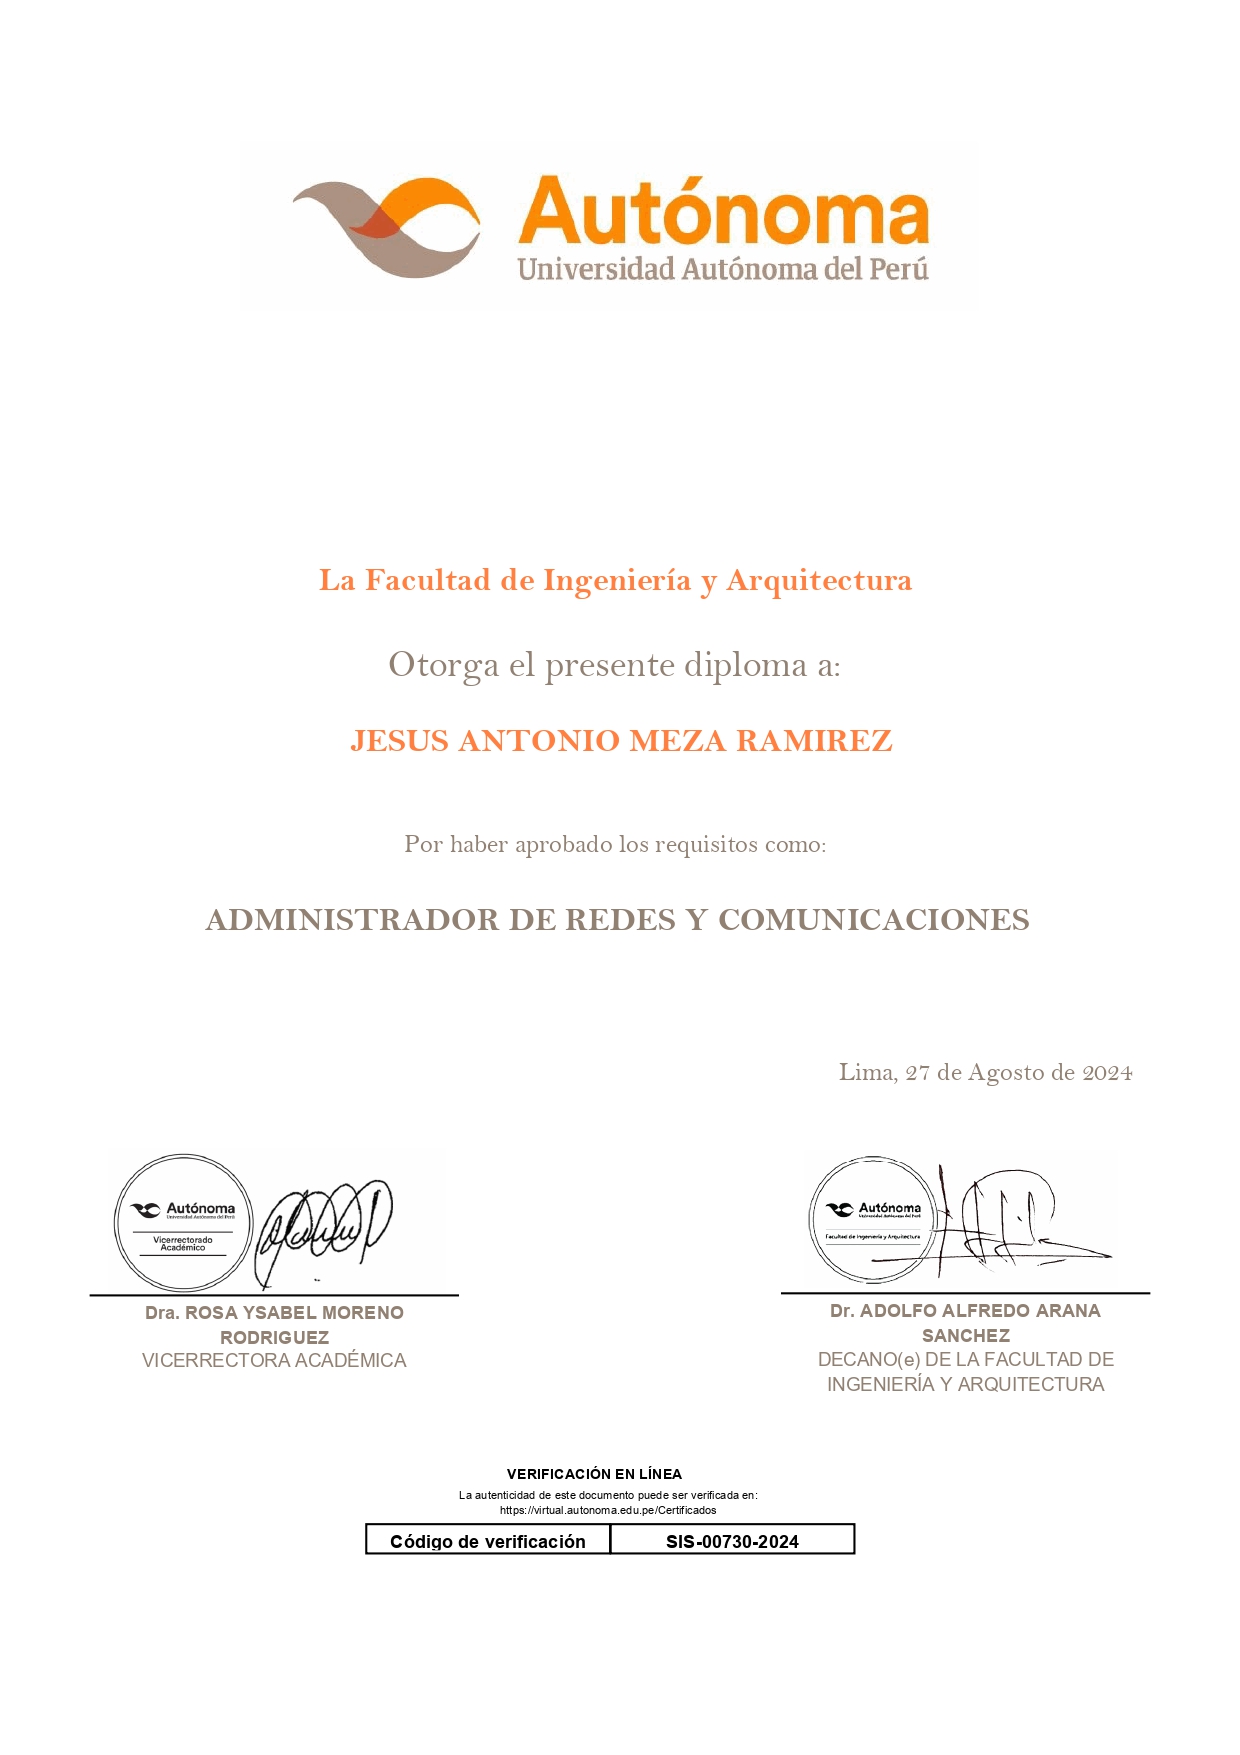 Autónoma
Universidad Autónoma del Perú
La Facultad de Ingeniería y Arquitectura
Otorga el presente diploma a:
JESUS ANTONIO MEZA RAMIREZ
Por haber aprobado los requisitos como:
ADMINISTRADOR DE REDES Y COMUNICACIONES
Lima, 27 de Agosto de 2024
Autónoma
Universidad Autónoma del Perú
Vicerrectorado
Académico
Dra. ROSA YSABEL MORENO
RODRIGUEZ
VICERRECTORA ACADÉMICA
Autónoma
Universidad Autónoma del Perú
Facultad de Ingeniería y Arquitectura
Dr. ADOLFO ALFREDO ARANA
SANCHEZ
DECANO(e) DE LA FACULTAD DE
INGENIERÍA Y ARQUITECTURA
VERIFICACIÓN EN LÍNEA
La autenticidad de este documento puede ser verificada en:
https://virtual.autonoma.edu.pe/Certificados
Código de verificación SIS-00730-2024